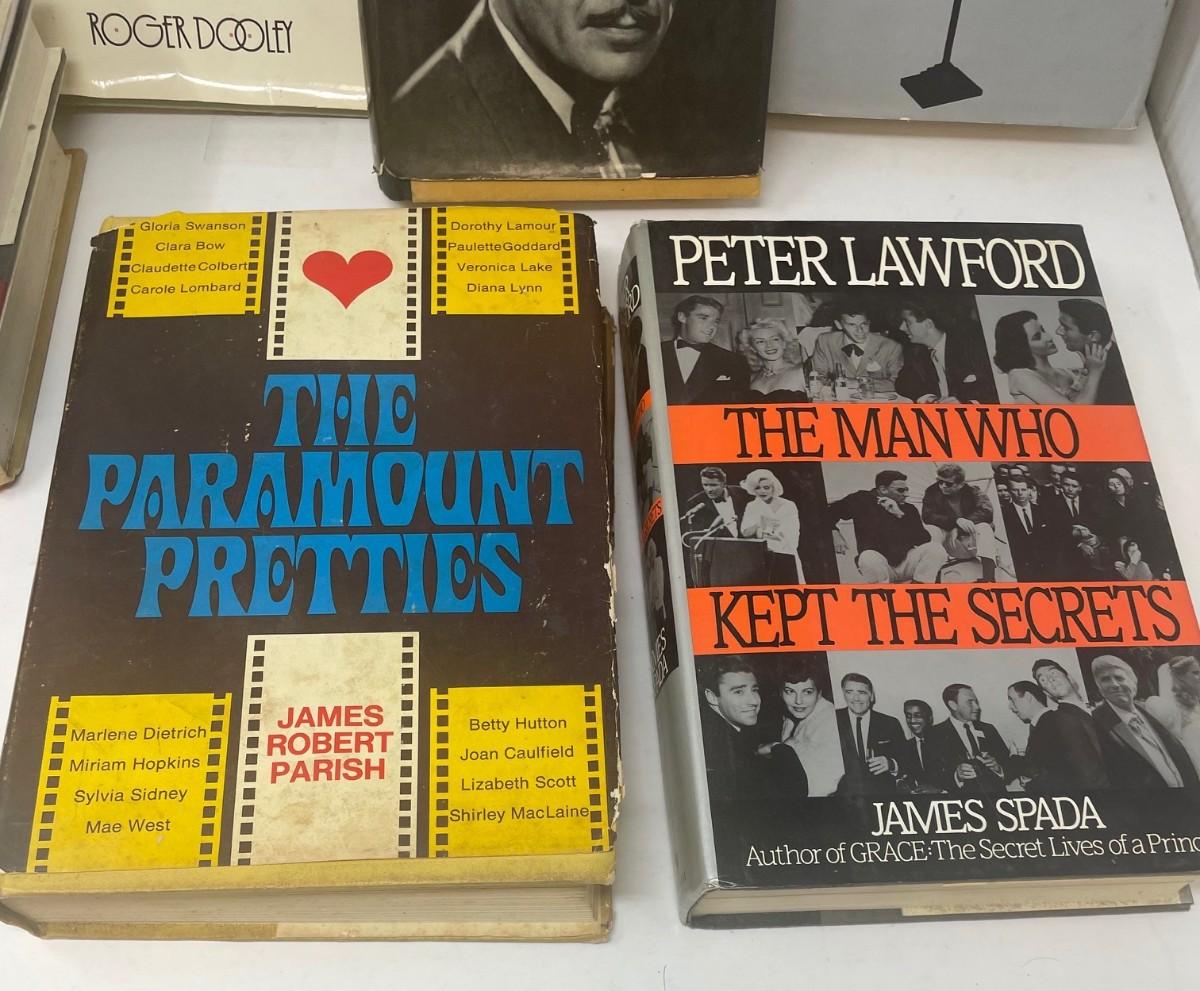 ROGER DOOLEY
Gloria Swanson
Clara Bow
Claudette Colbert
Carole Lombard
Dorothy Lamour
Paulette Goddard
Veronica Lake
Diana Lynn
THE
PARAMOUNT
PRETTIES
Marlene Dietrich
Miriam Hopkins
Sylvia Sidney
Mae West
JAMES
ROBERT
PARISH
Betty Hutton
Joan Caulfield
Lizabeth Scott
Shirley MacLaine
PETER LAWFORD
THE MAN WHO
KEPT THE SECRETS
JAMES SPADA
Author of GRACE: The Secret Lives of a Princ